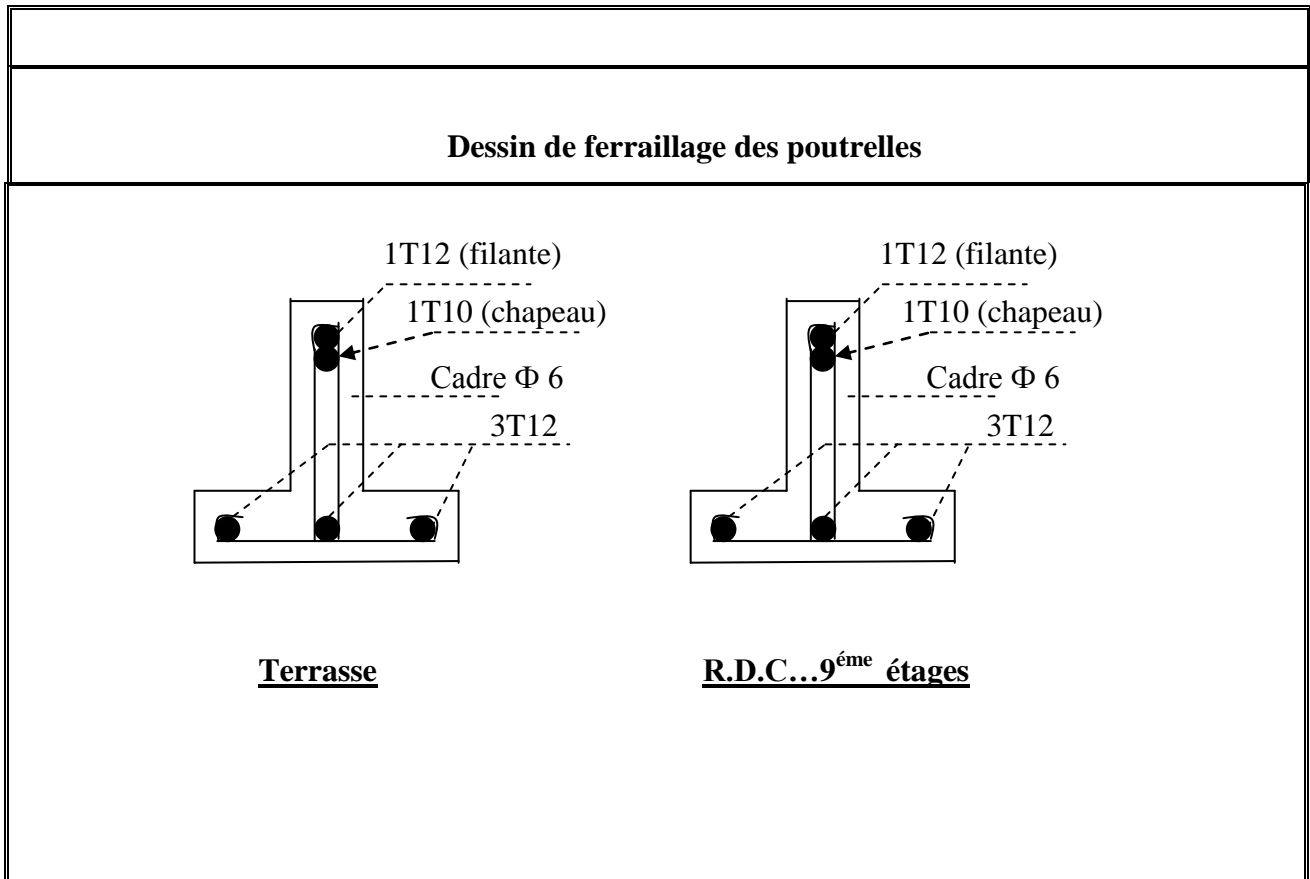 Dessin de ferraillage des poutrelles
1T12 (filante)
1T10 (chapeau)
Cadre Φ 6
3T12
Terrasse
1T12 (filante)
1T10 (chapeau)
Cadre Φ 6
3T12
R.D.C…9éme étages